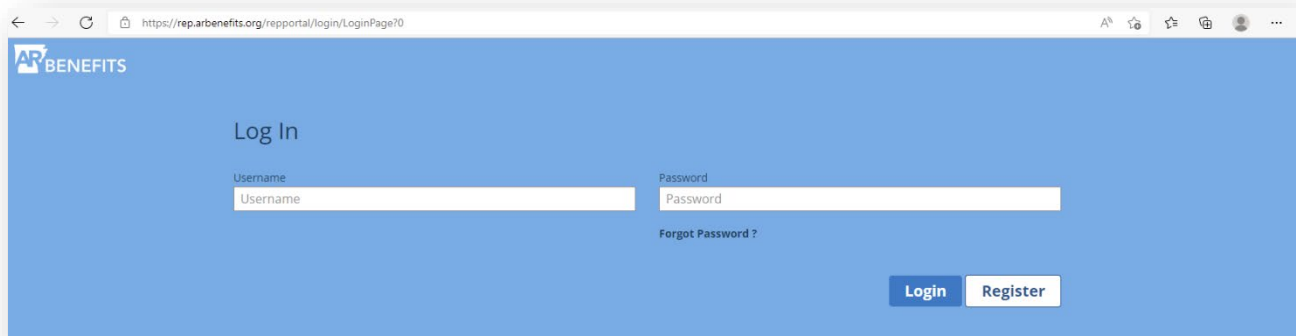 https://rep.arbenefits.org/repportal/login/LoginPage?0
AR BENEFITS
Log In
Username Password
Username Password
Forgot Password ?
Login Register